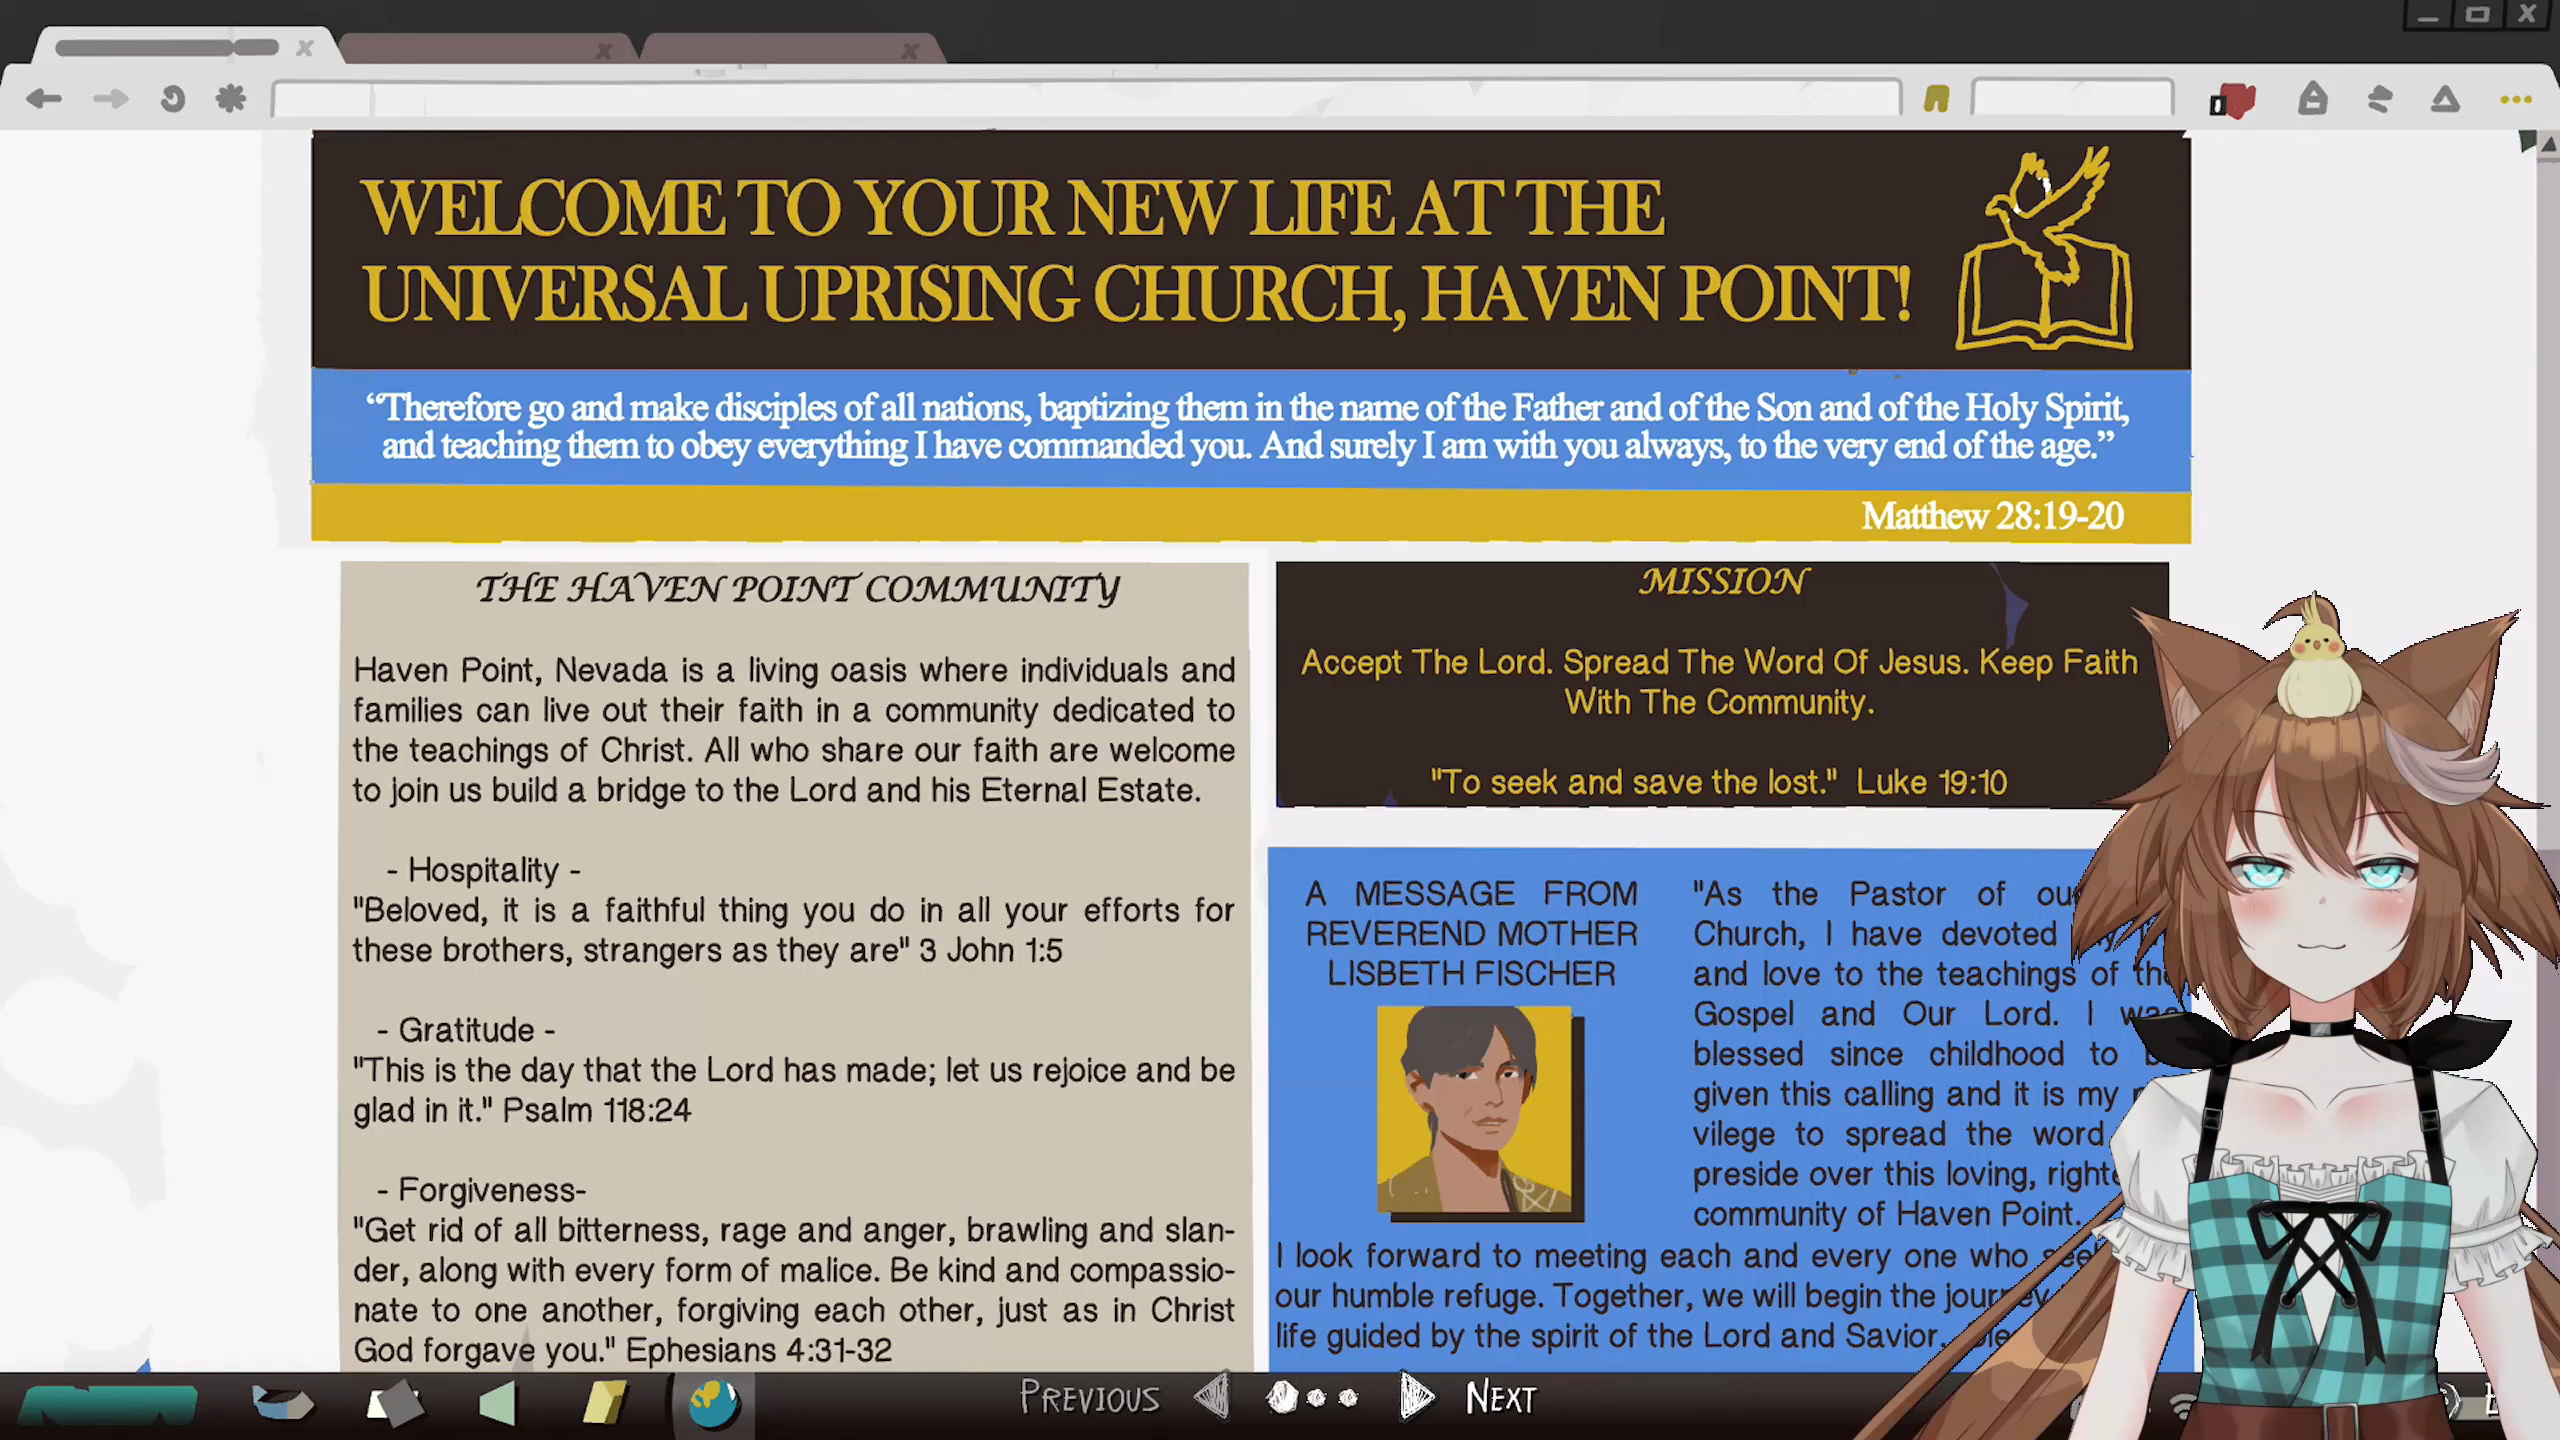 WELCOME TO YOUR NEW LIFE AT THE
UNIVERSAL UPRISING CHURCH, HAVEN POINT!
“Therefore go and make disciples of all nations, baptizing them in the name of the Father and of the Son and of the Holy Spirit,
and teaching them to obey everything I have commanded you. And surely I am with you always, to the very end of the age.”
Matthew 28:19-20
THE HAVEN POINT COMMUNITY
Haven Point, Nevada is a living oasis where individuals and
families can live out their faith in a community dedicated to
the teachings of Christ. All who share our faith are welcome
to join us build a bridge to the Lord and his Eternal Estate.
- Hospitality -
"Beloved, it is a faithful thing you do in all your efforts for
these brothers, strangers as they are" 3 John 1:5
- Gratitude -
"This is the day that the Lord has made; let us rejoice and be
glad in it." Psalm 118:24
- Forgiveness-
"Get rid of all bitterness, rage and anger, brawling and slan-
der, along with every form of malice. Be kind and compassio-
nate to one another, forgiving each other, just as in Christ
God forgave you." Ephesians 4:31-32
MISSION
Accept The Lord. Spread The Word Of Jesus. Keep Faith
With The Community.
"To seek and save the lost." Luke 19:10
A MESSAGE FROM
REVEREND MOTHER
LISBETH FISCHER
"As the Pastor of
Church, I have devoted
and love to the teachings of the
Gospel and Our Lord. I was
blessed since childhood to
given this calling and it is my
vilege to spread the word
preside over this loving,
community of Haven Point.
I look forward to meeting each and every one who
our humble refuge. Together, we will begin the journey
life guided by the spirit of the Lord and Savior.
PREVIOUS
NEXT